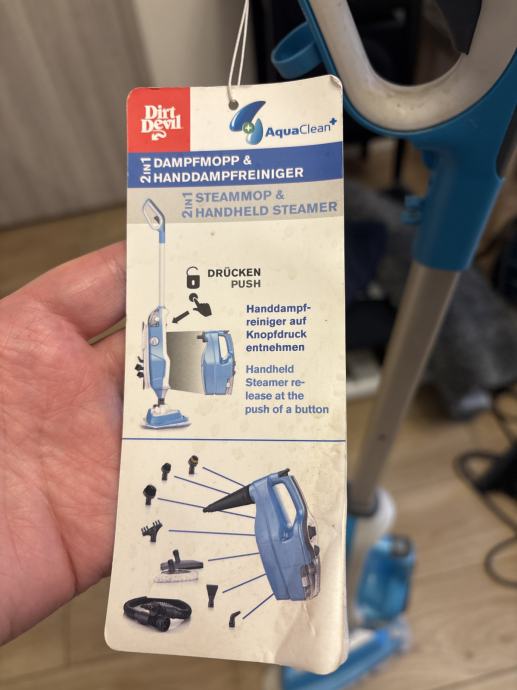 Dirt
Devil
AquaClean+
2IN1 DAMPFMOPP &
HANDDAMPFREINIGER
2IN1 STEAMMOP &
HANDHELD STEAMER
DRÜCKEN
PUSH
Handdampf-
reiniger auf
Knopfdruck
entnehmen
Handheld
Steamer re-
lease at the
push of a button